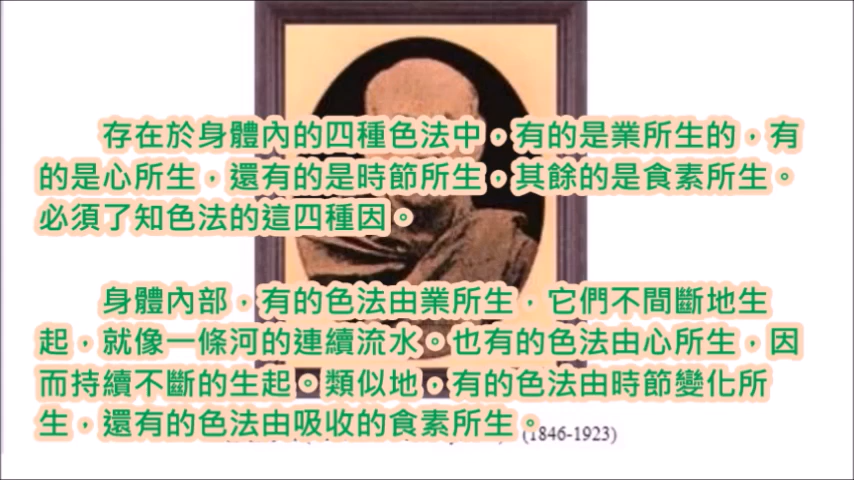 存在於身體內的四種色法中，有的是業所生的，有
的是心所生，還有的是時節所生，其餘的是食素所生。
必須了知色法的這四種因。
身體內部，有的色法由業所生，它們不間斷地生
起，就像一條河的連續流水。也有的色法由心所生，因
而持續不斷的生起。類似地，有的色法由時節變化所
生，還有的色法由吸收的食素所生。
(1846-1923)